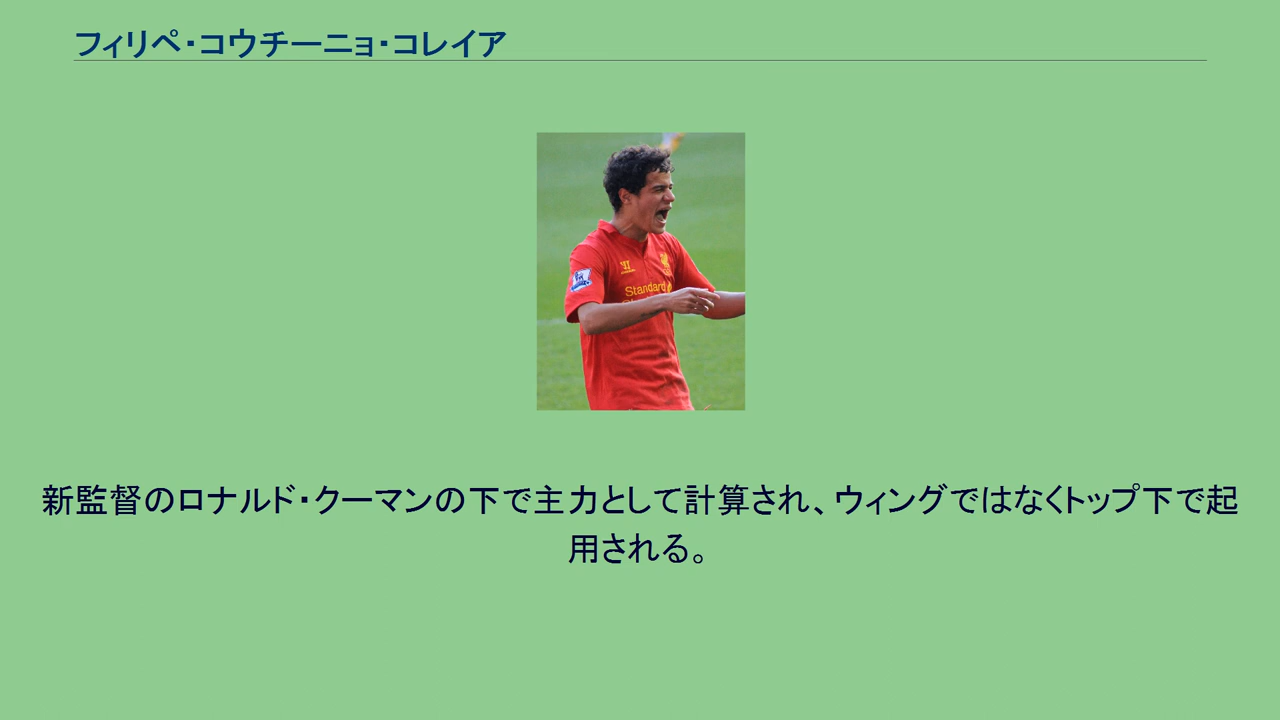 フィリペ・コウチーニョ・コレイア
Standard
新監督のロナルド・クーマンの下で主力として計算され、ウィングではなくトップ下で起
用される。